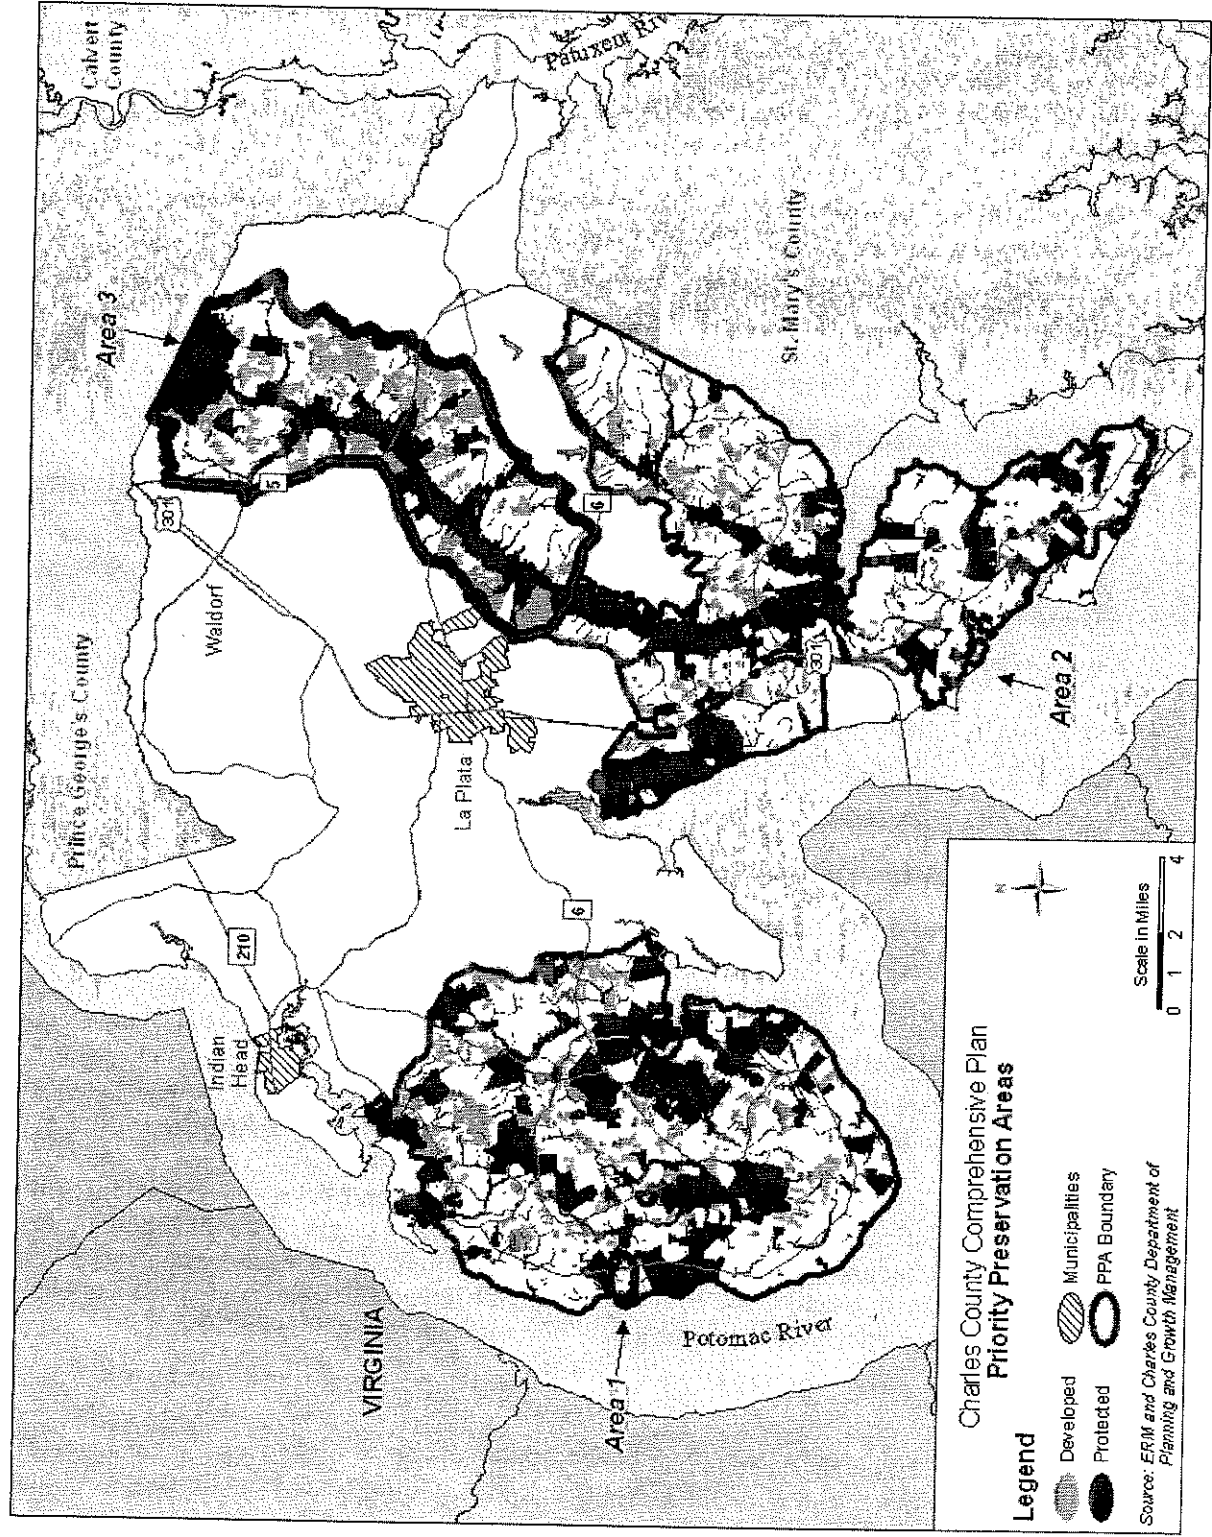 Calvert
County
Patuxent Riv
Prince George's County
Area 3
301
5
Waldorf
St. Mary's County
6
La Plata
301
Area 2
210
6
Indian
Head
VIRGINIA
Potomac River
Area 1
Charles County Comprehensive Plan
Priority Preservation Areas
Legend
Developed
Municipalities
Protected
PPA Boundary
N
Scale in Miles
0 1 2 4
Source: ERM and Charles County Department of
Planning and Growth Management